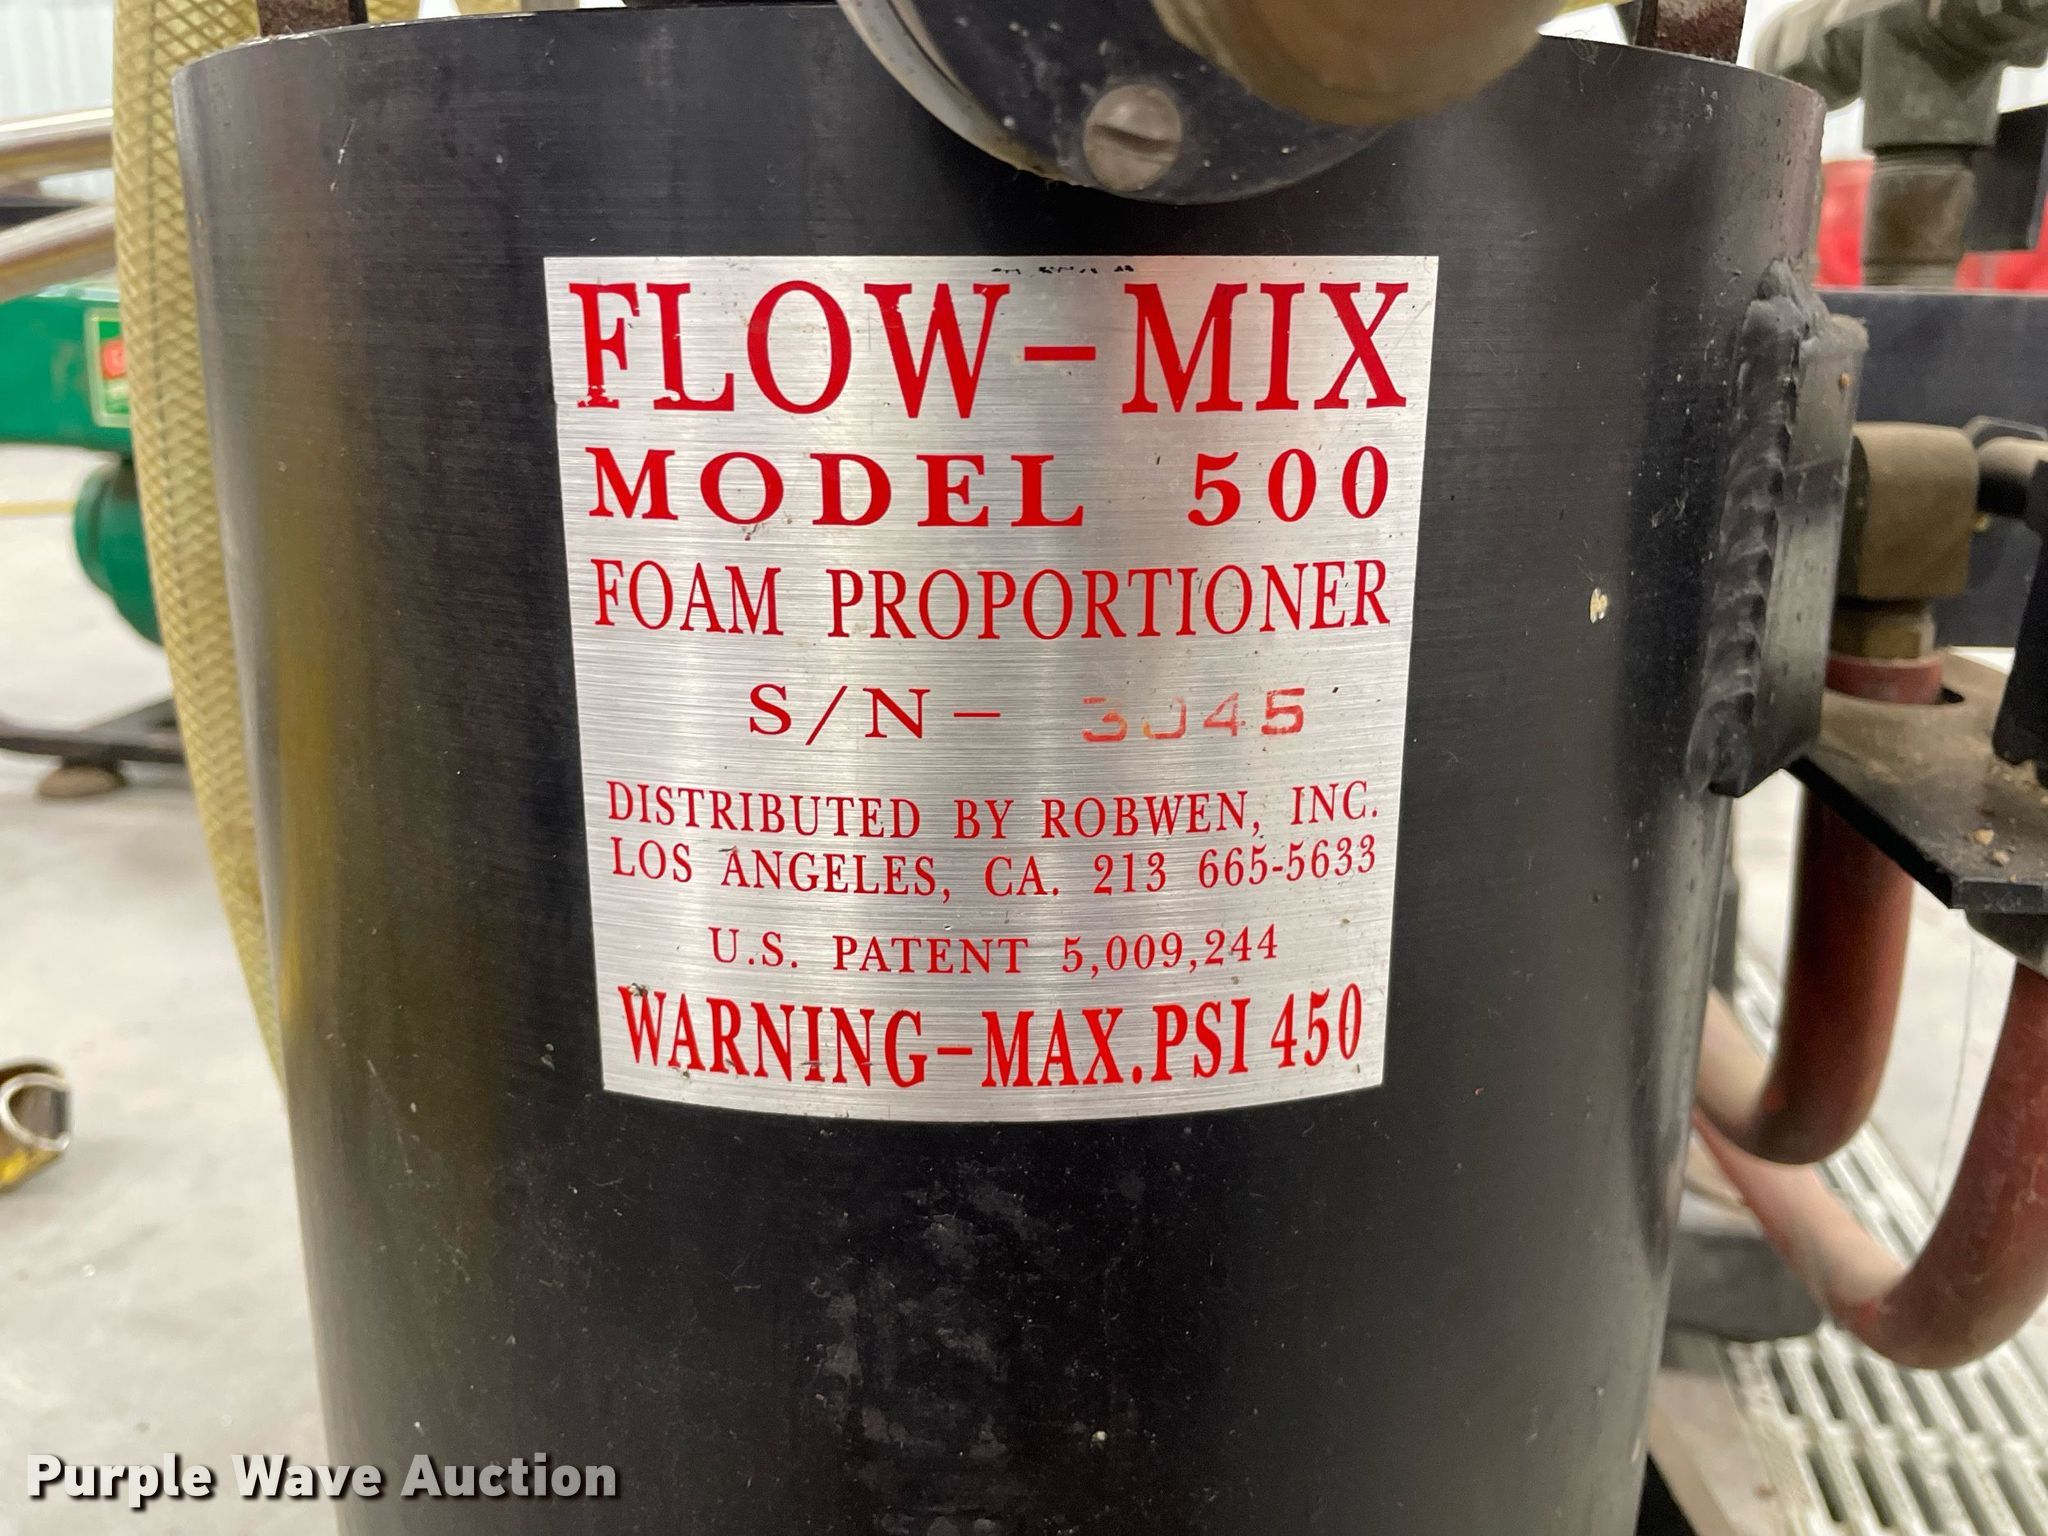 FLOW-MIX
MODEL 500
FOAM PROPORTIONER
S/N- 3045
DISTRIBUTED BY ROBWEN, INC.
LOS ANGELES, CA. 213 665-5633
U.S. PATENT 5,009,244
WARNING-MAX.PSI 450
Purple Wave Auction